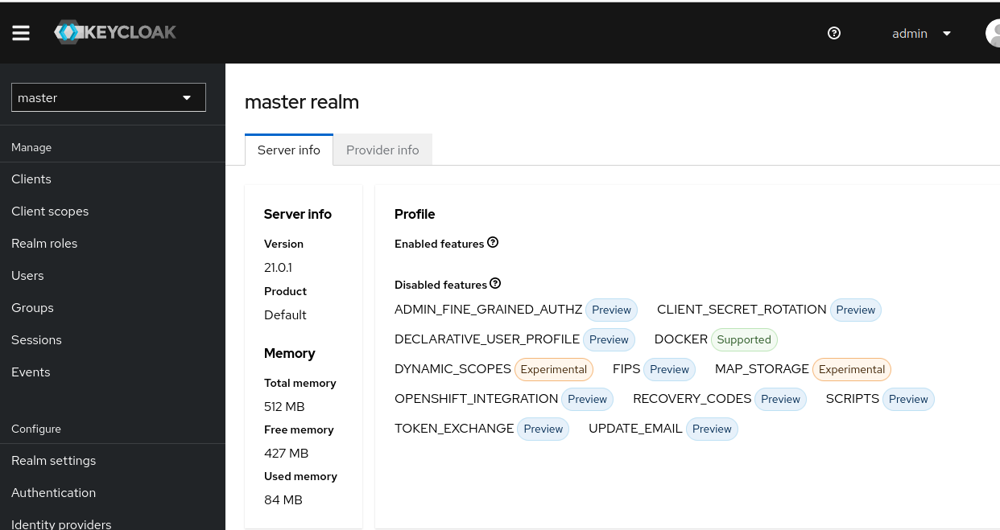 KEYCLOAK
admin
master
Manage
Clients
Client scopes
Realm roles
Users
Groups
Sessions
Events
Configure
Realm settings
Authentication
Identity providers
master realm
Server info
Provider info
Server info
Version
21.0.1
Product
Default
Memory
Total memory
512 MB
Free memory
427 MB
Used memory
84 MB
Profile
Enabled features
Disabled features
ADMIN_FINE_GRAINED_AUTHZ Preview CLIENT_SECRET_ROTATION Preview
DECLARATIVE_USER_PROFILE Preview DOCKER Supported
DYNAMIC_SCOPES Experimental FIPS Preview MAP_STORAGE Experimental
OPENSHIFT_INTEGRATION Preview RECOVERY_CODES Preview SCRIPTS Preview
TOKEN_EXCHANGE Preview UPDATE_EMAIL Preview